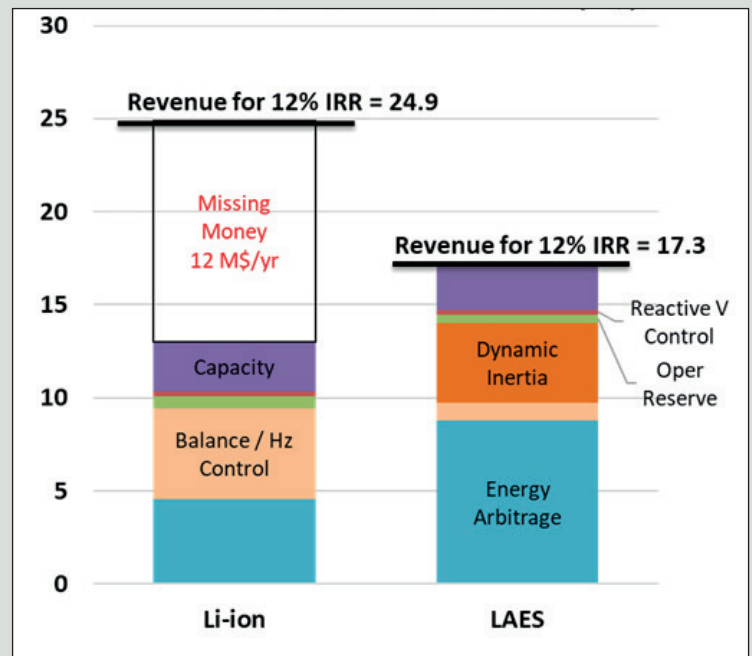 30
Revenue for 12% IRR = 24.9
25
Missing
Money
12 M$/yr
20
Revenue for 12% IRR = 17.3
15
Reactive V
Control
Dynamic
Inertia
Oper
Reserve
Capacity
10
Balance / Hz
Control
5
Energy
Arbitrage
0
Li-ion
LAES